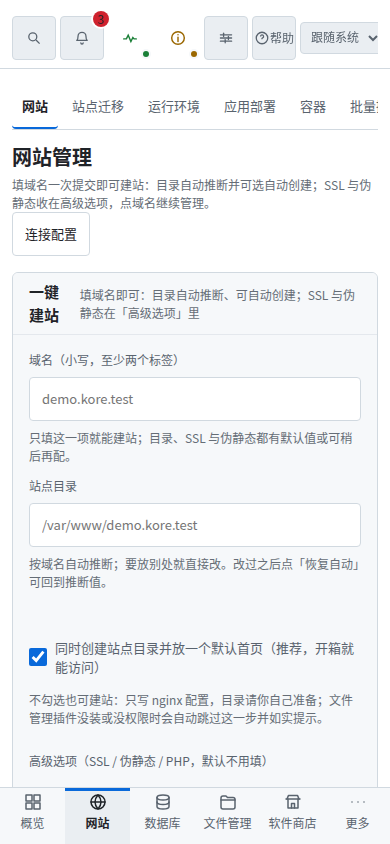 3
帮助
跟随系统
网站
站点迁移
运行环境
应用部署
容器
网站管理
填域名一次提交即可建站：目录自动推断并可选自动创建；SSL 与伪
静态收在高级选项，点域名继续管理。
连接配置
一键
建站
填域名即可：目录自动推断、可自动创建；SSL 与伪
静态在「高级选项」里
域名（小写，至少两个标签）
demo.kore.test
只填这一项就能建站；目录、SSL 与伪静态都有默认值或可稍
后再配。
站点目录
/var/www/demo.kore.test
按域名自动推断；要放别处就直接改。改过之后点「恢复自动」
可回到推断值。
同时创建站点目录并放一个默认首页（推荐，开箱就
能访问）
不勾选也可建站：只写 nginx 配置，目录请你自己准备；文件
管理插件没装或没权限时会自动跳过这一步并如实提示。
高级选项（SSL / 伪静态 / PHP，默认不用填）
概览
网站
数据库
文件管理
软件商店
更多